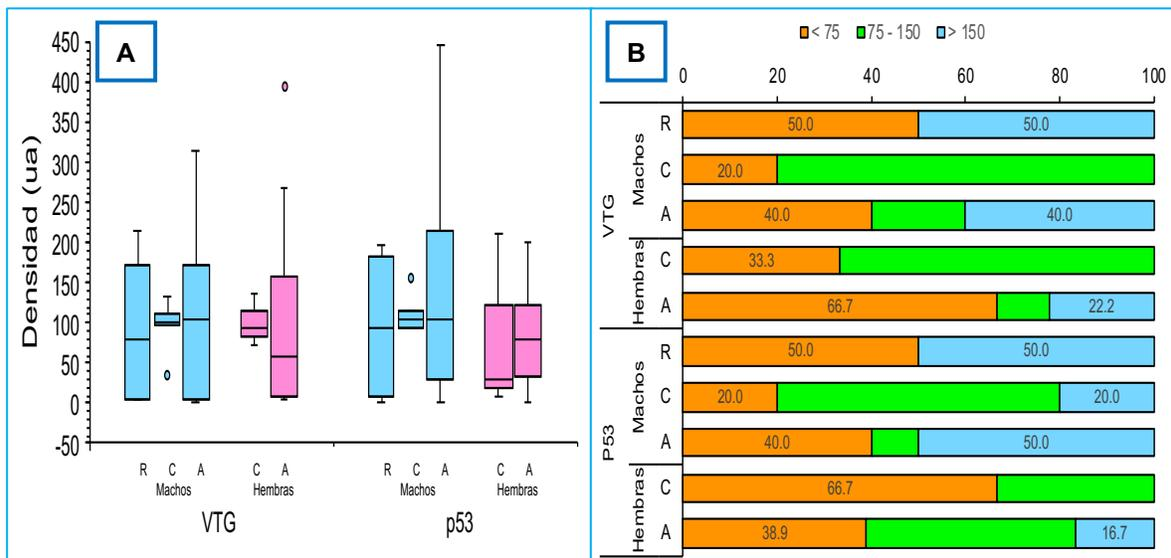 A
450
400
350
300
250
200
150
100
50
0
-50
Densidad (ua)
R C A C A R C A C A
Machos Hembras Machos Hembras
VTG p53
B
< 75 75 - 150 > 150
0 20 40 60 80 100
VTG
Machos
R 50.0 50.0
C 20.0
A 40.0 40.0
Hembras
C 33.3
A 66.7 22.2
P53
Machos
R 50.0 50.0
C 20.0 20.0
A 40.0 50.0
Hembras
C 66.7
A 38.9 16.7